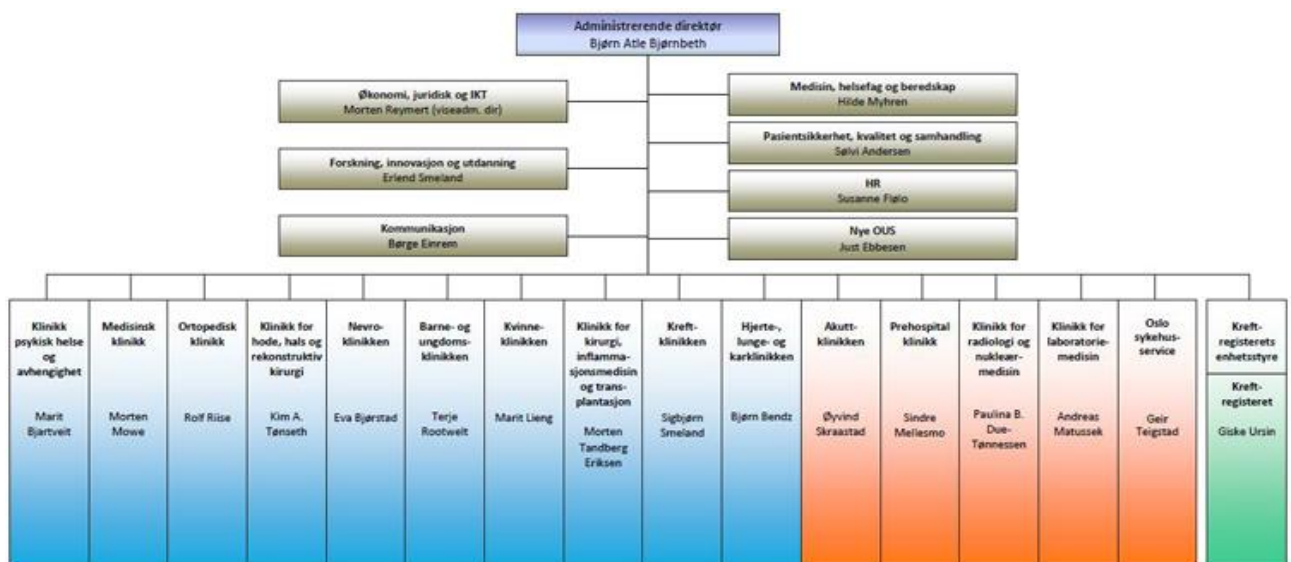 Administrerende direktør
Bjørn Atle Bjørnbeth
Økonomi, juridisk og IKT
Morten Reymert (viseadm. dir)
Medisin, helsefag og beredskap
Hilde Myhren
Pasientsikkerhet, kvalitet og samhandling
Sølvi Andersen
Forskning, innovasjon og utdanning
Erlend Smeland
HR
Susanne Flølo
Kommunikasjon
Børge Einrem
Nye OUS
Just Ebbesen
Klinikk
psykisk helse
og
avhengighet
Marit
Bjartveit
Medisinsk
klinikk
Morten
Mowe
Ortopedisk
klinikk
Rolf Riise
Klinikk for
hode, hals og
rekonstruktiv
kirurgi
Kim A.
Tønseth
Nevro-
klinikken
Eva Bjørstad
Barne- og
ungdoms-
klinikken
Terje
Rootwelt
Kvinne-
klinikken
Marit Lieng
Klinikk for
kirurgi,
inflamma-
sjonsmedisin
og trans-
plantasjon
Morten
Tandberg
Eriksen
Kreft-
klinikken
Sigbjørn
Smeland
Hjerte-,
lunge- og
karklinikken
Bjørn Bendz
Akutt-
klinikken
Øyvind
Skraastad
Prehospital
klinikk
Sindre
Mellesmo
Klinikk for
radiologi og
nukleær-
medisin
Paulina B.
Due-
Tønnessen
Klinikk for
laboratorie-
medisin
Andreas
Matussek
Oslo
sykehus-
service
Geir
Teigstad
Kreft-
registerets
enhetsstyre
Kreft-
registeret
Giske Ursin